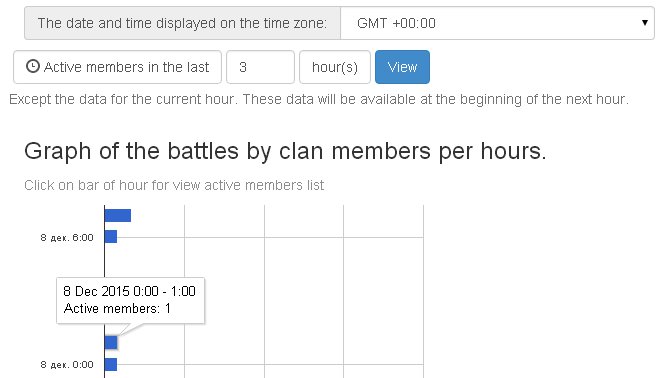 The date and time displayed on the time zone: GMT +00:00
Active members in the last 3 hour(s) View
Except the data for the current hour. These data will be available at the beginning of the next hour.
Graph of the battles by clan members per hours.
Click on bar of hour for view active members list
8 дек. 6:00
8 Dec 2015 0:00 - 1:00
Active members: 1
8 дек. 0:00